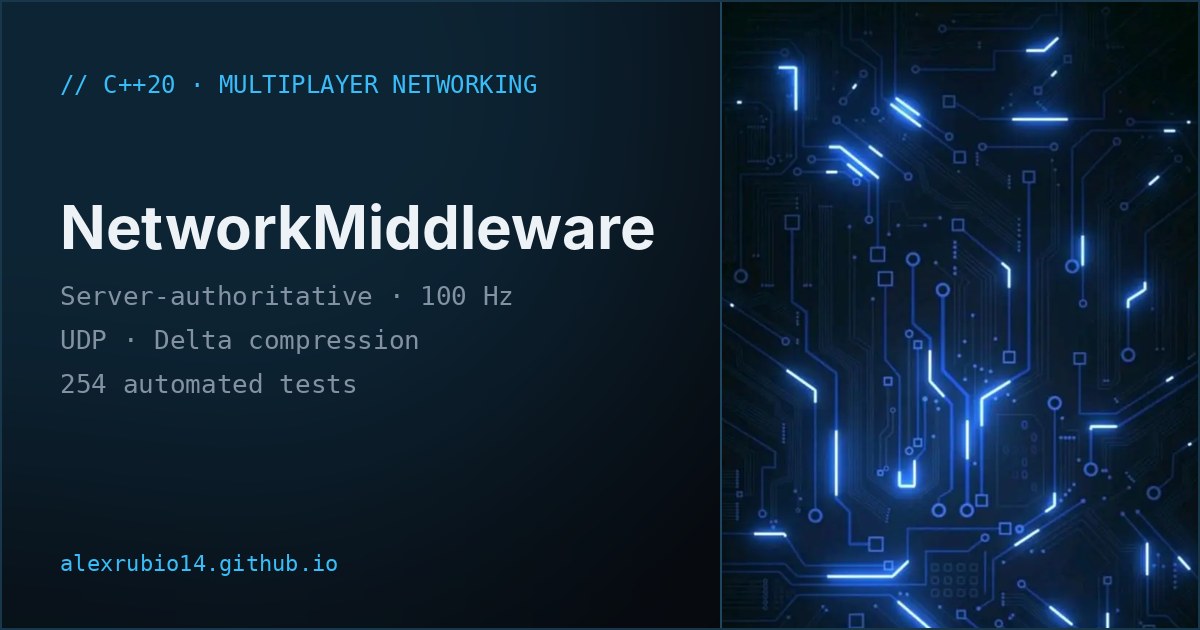 // C++20 · MULTIPLAYER NETWORKING
NetworkMiddleware
Server-authoritative · 100 Hz
UDP · Delta compression
254 automated tests
alexrubio14.github.io